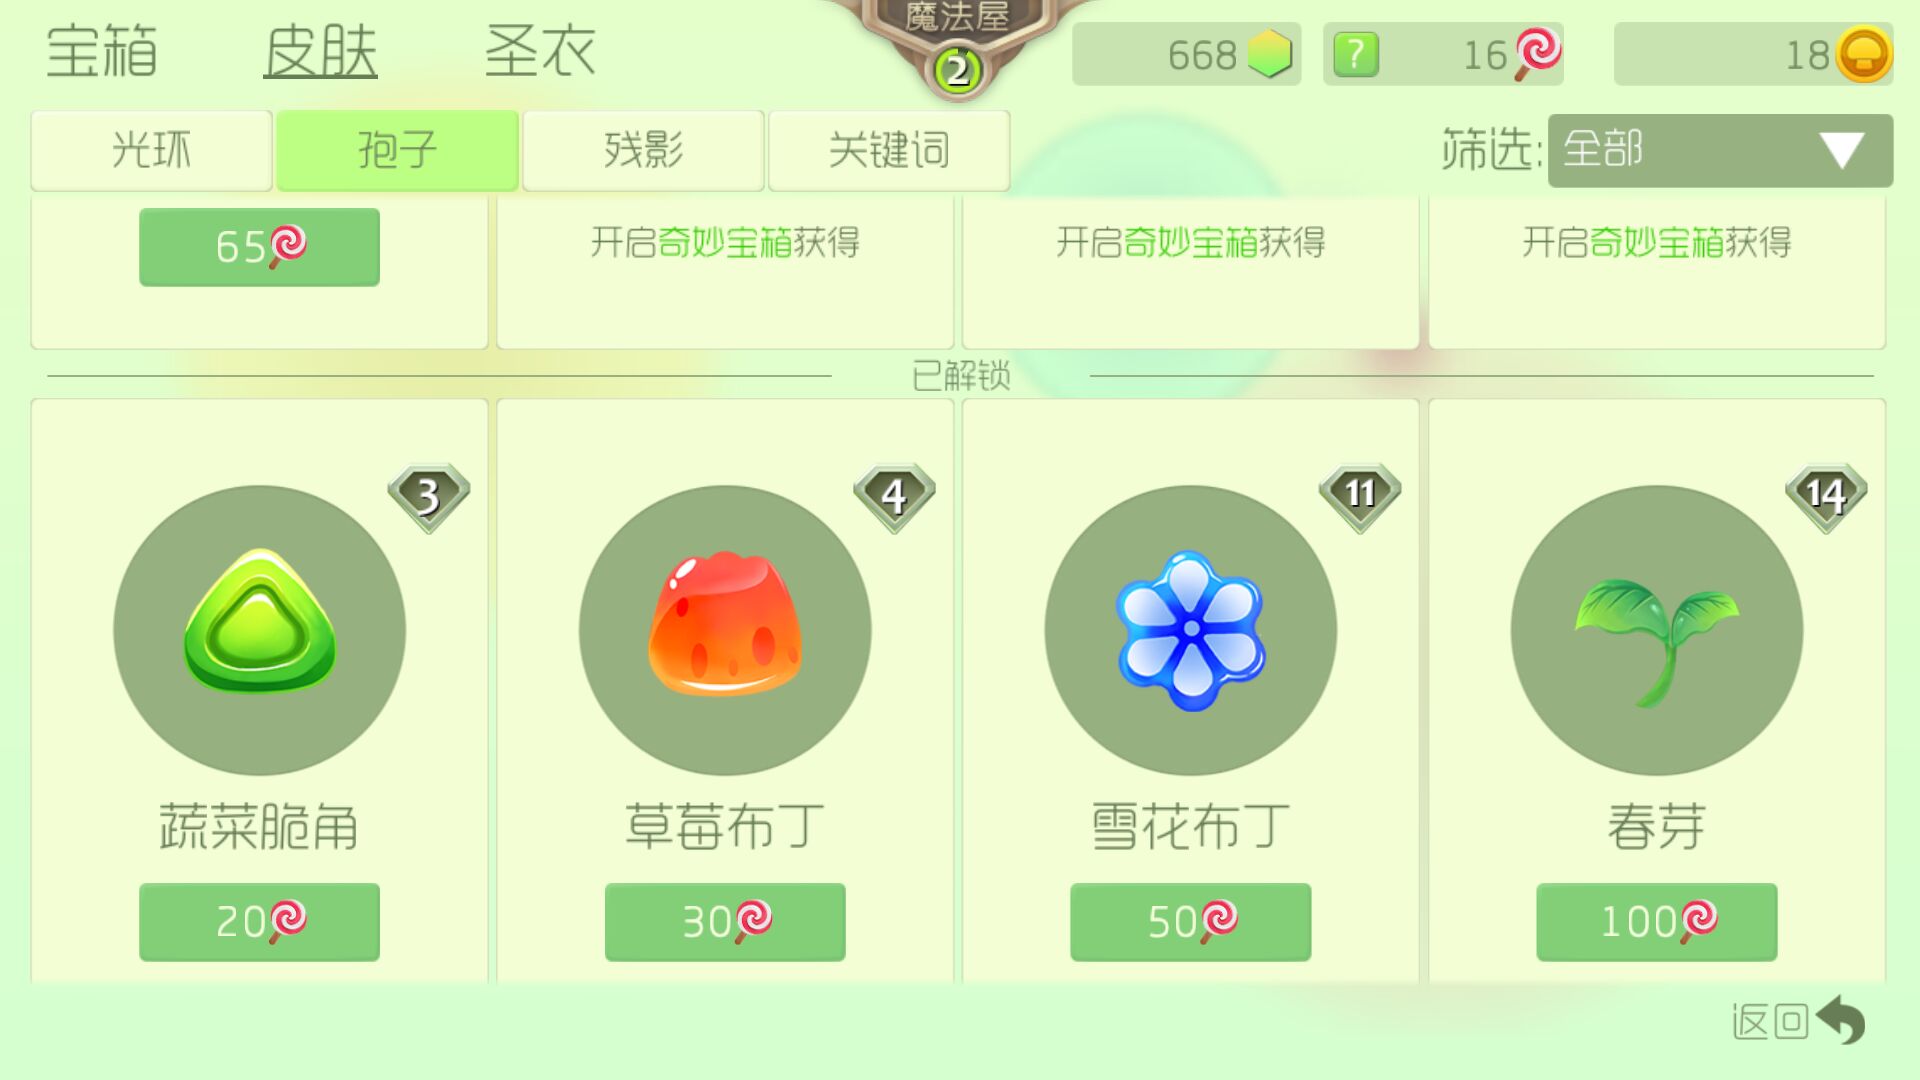 宝箱 皮肤 圣衣 魔法屋 2 668 ? 16 18
光环 孢子 残影 关键词 筛选: 全部
65 开启奇妙宝箱获得 开启奇妙宝箱获得 开启奇妙宝箱获得
已解锁
3 4 11 14
蔬菜脆角 草莓布丁 雪花布丁 春芽
20 30 50 100
返回